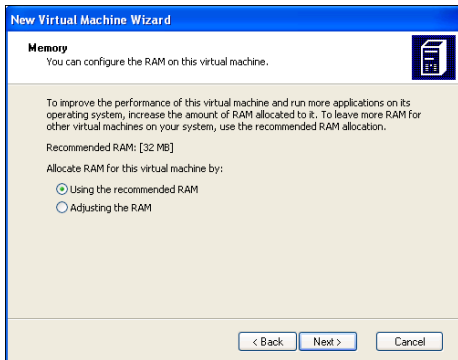 New Virtual Machine Wizard
Memory
You can configure the RAM on this virtual machine.
To improve the performance of this virtual machine and run more applications on its
operating system, increase the amount of RAM allocated to it. To leave more RAM for
other virtual machines on your system, use the recommended RAM allocation.
Recommended RAM: [32 MB]
Allocate RAM for this virtual machine by:
Using the recommended RAM
Adjusting the RAM
< Back Next > Cancel